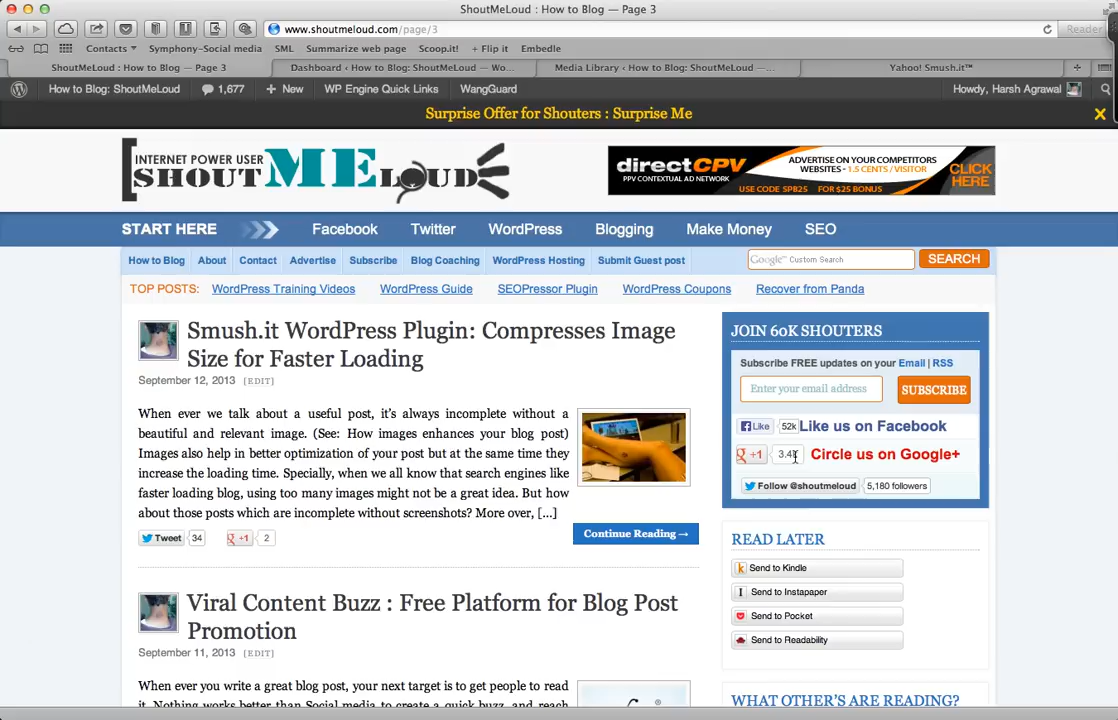 ShoutMeLoud : How to Blog — Page 3
www.shoutmeloud.com/page/3
Reader
Contacts Symphony-Social media SML Summarize web page Scoop.it! + Flip it Embedle
ShoutMeLoud : How to Blog — Page 3 Dashboard ‹ How to Blog: ShoutMeLoud — Wo... Media Library ‹ How to Blog: ShoutMeLoud —... Yahoo! Smush.it™
How to Blog: ShoutMeLoud 1,677 + New WP Engine Quick Links WangGuard Howdy, Harsh Agrawal
Surprise Offer for Shouters : Surprise Me
INTERNET POWER USER
SHOUTMELOUD
directCPV
PPV CONTEXTUAL AD NETWORK
ADVERTISE ON YOUR COMPETITORS
WEBSITES - 1.5 CENTS / VISITOR
USE CODE SPB25 FOR $25 BONUS
CLICK
HERE
START HERE Facebook Twitter WordPress Blogging Make Money SEO
How to Blog About Contact Advertise Subscribe Blog Coaching WordPress Hosting Submit Guest post
Google™ Custom Search SEARCH
TOP POSTS: WordPress Training Videos WordPress Guide SEOPressor Plugin WordPress Coupons Recover from Panda
Smush.it WordPress Plugin: Compresses Image
Size for Faster Loading
September 12, 2013 [EDIT]
When ever we talk about a useful post, it's always incomplete without a
beautiful and relevant image. (See: How images enhances your blog post)
Images also help in better optimization of your post but at the same time they
increase the loading time. Specially, when we all know that search engines like
faster loading blog, using too many images might not be a great idea. But how
about those posts which are incomplete without screenshots? More over, [...]
Tweet 34 +1 2
Continue Reading →
Viral Content Buzz : Free Platform for Blog Post
Promotion
September 11, 2013 [EDIT]
When ever you write a great blog post, your next target is to get people to read
it. Nothing works better than Social media to create a quick buzz, and reach
JOIN 60K SHOUTERS
Subscribe FREE updates on your Email | RSS
Enter your email address SUBSCRIBE
Like 52k Like us on Facebook
+1 Circle us on Google+
Follow @shoutmeloud 5,180 followers
READ LATER
Send to Kindle
Send to Instapaper
Send to Pocket
Send to Readability
WHAT OTHER'S ARE READING?